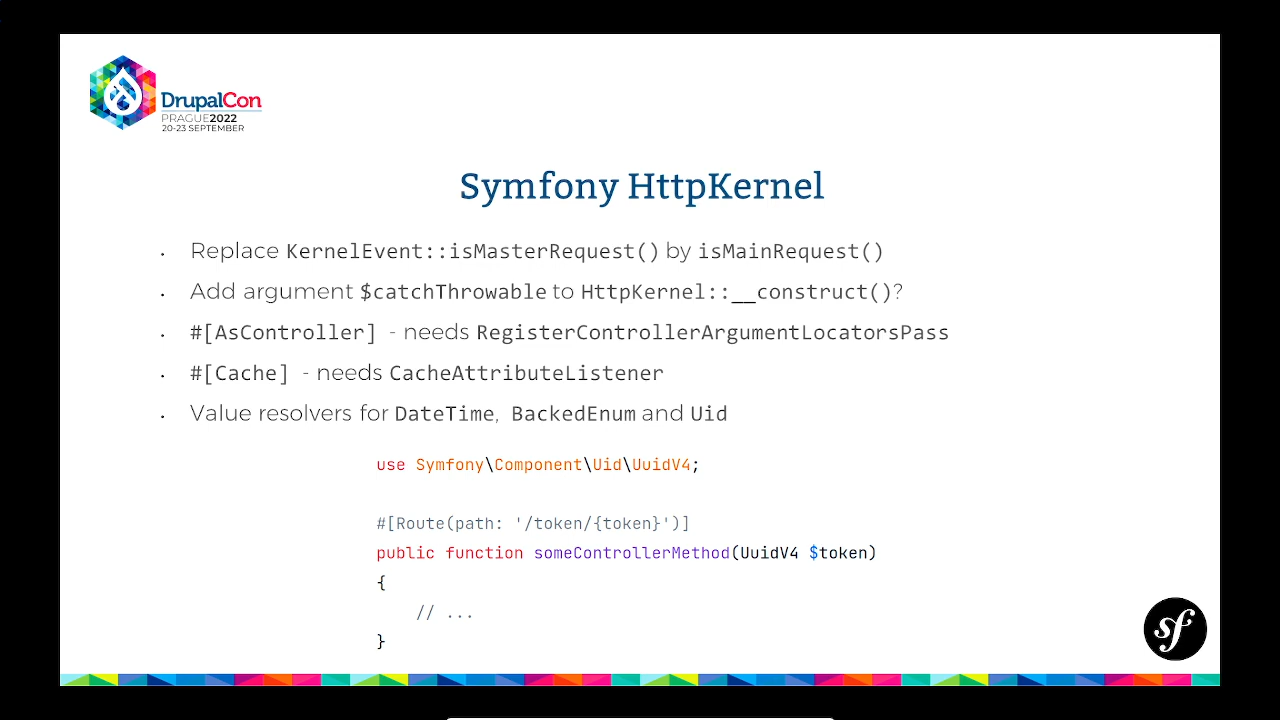 DrupalCon
PRAGUE2022
20-23 SEPTEMBER
Symfony HttpKernel
• Replace KernelEvent::isMasterRequest() by isMainRequest()
• Add argument $catchThrowable to HttpKernel::__construct()?
• #[AsController] - needs RegisterControllerArgumentLocatorsPass
• #[Cache] - needs CacheAttributeListener
• Value resolvers for DateTime, BackedEnum and Uid
use Symfony\Component\Uid\UuidV4;
#[Route(path: '/token/{token}')]
public function someControllerMethod(UuidV4 $token)
{
// ...
}
sf